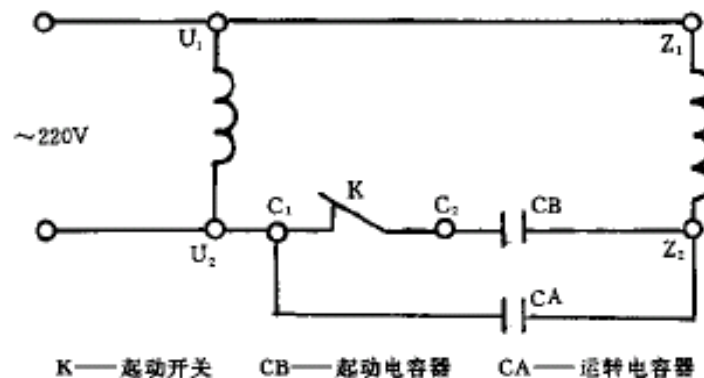 U₁ Z₁
~220V
C₁ K C₂ CB
U₂ Z₂
CA
K——起动开关 CB——起动电容器 CA——运转电容器